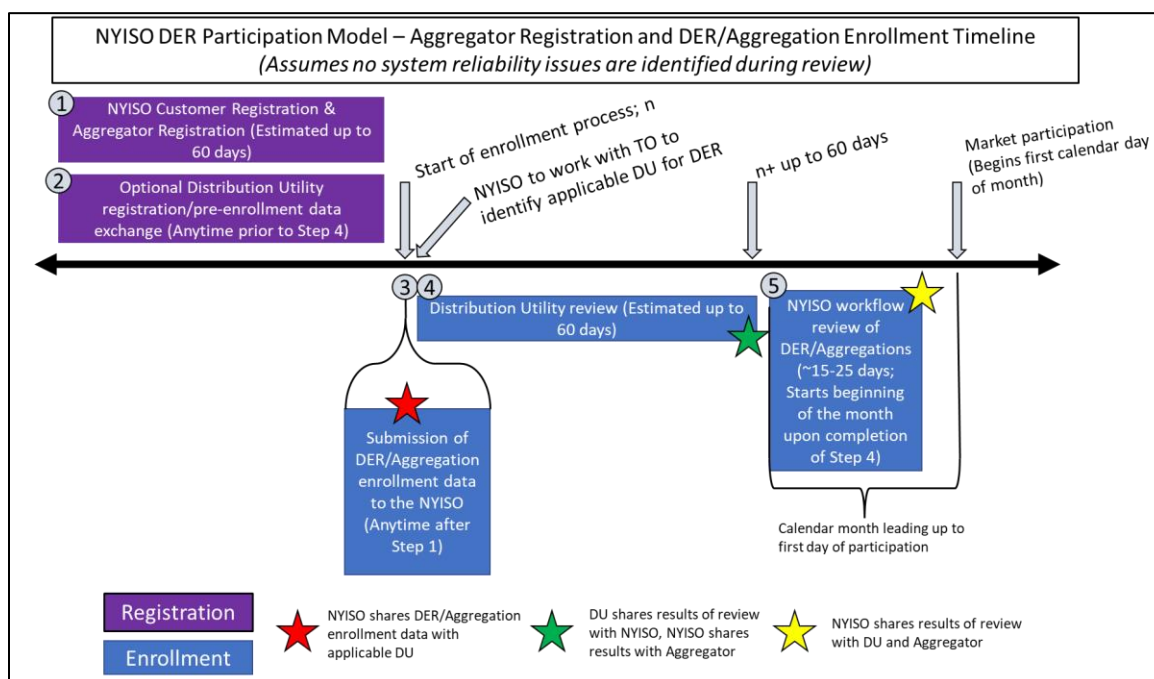 NYISO DER Participation Model – Aggregator Registration and DER/Aggregation Enrollment Timeline
(Assumes no system reliability issues are identified during review)
1
NYISO Customer Registration &
Aggregator Registration (Estimated up to
60 days)
2
Optional Distribution Utility
registration/pre-enrollment data
exchange (Anytime prior to Step 4)
Start of enrollment process; n
NYISO to work with TO to
identify applicable DU for DER
n+ up to 60 days
Market participation
(Begins first calendar day
of month)
3
4
Distribution Utility review (Estimated up to
60 days)
5
NYISO workflow
review of
DER/Aggregations
(~15-25 days;
Starts beginning
of the month
upon completion
of Step 4)
Submission of
DER/Aggregation
enrollment data
to the NYISO
(Anytime after
Step 1)
Calendar month leading up to
first day of participation
Registration
Enrollment
NYISO shares DER/Aggregation
enrollment data with
applicable DU
DU shares results of review
with NYISO, NYISO shares
results with Aggregator
NYISO shares results of review
with DU and Aggregator